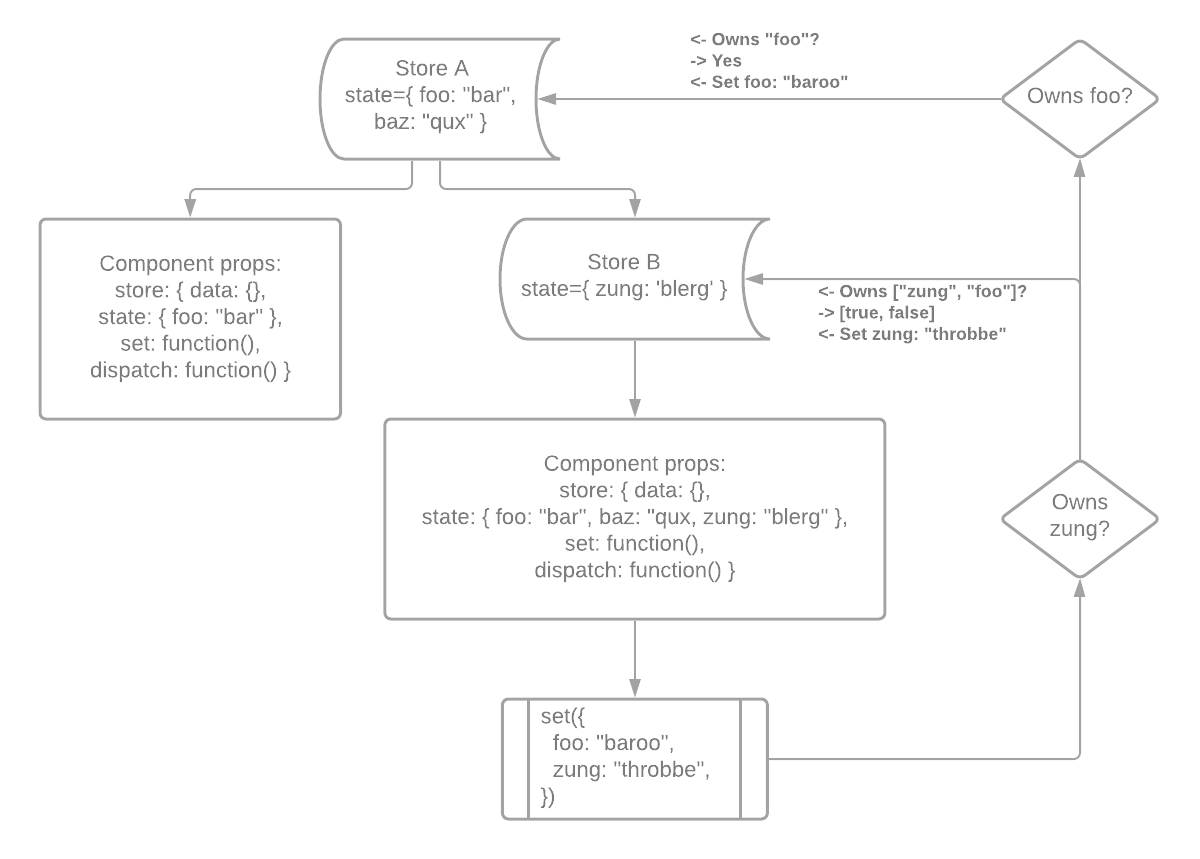 Store A
state={ foo: "bar",
baz: "qux" }
<- Owns "foo"?
-> Yes
<- Set foo: "baroo"
Owns foo?
Component props:
store: { data: {},
state: { foo: "bar" },
set: function(),
dispatch: function() }
Store B
state={ zung: 'blerg' }
<- Owns ["zung", "foo"]?
-> [true, false]
<- Set zung: "throbbe"
Component props:
store: { data: {},
state: { foo: "bar", baz: "qux, zung: "blerg" },
set: function(),
dispatch: function() }
Owns
zung?
set({
  foo: "baroo",
  zung: "throbbe",
})